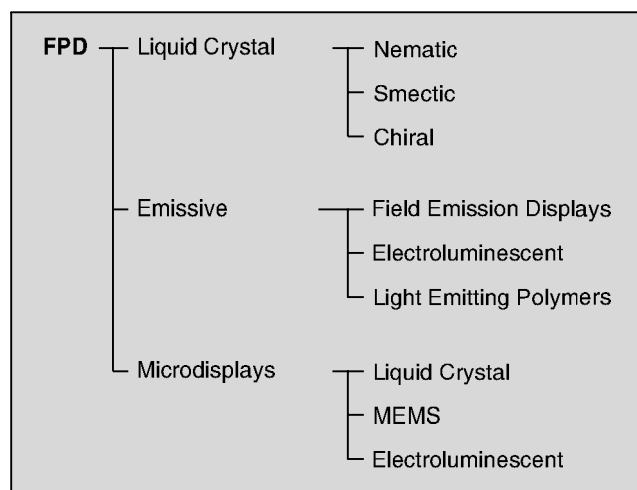 FPD Liquid Crystal Nematic
Smectic
Chiral
Emissive Field Emission Displays
Electroluminescent
Light Emitting Polymers
Microdisplays Liquid Crystal
MEMS
Electroluminescent